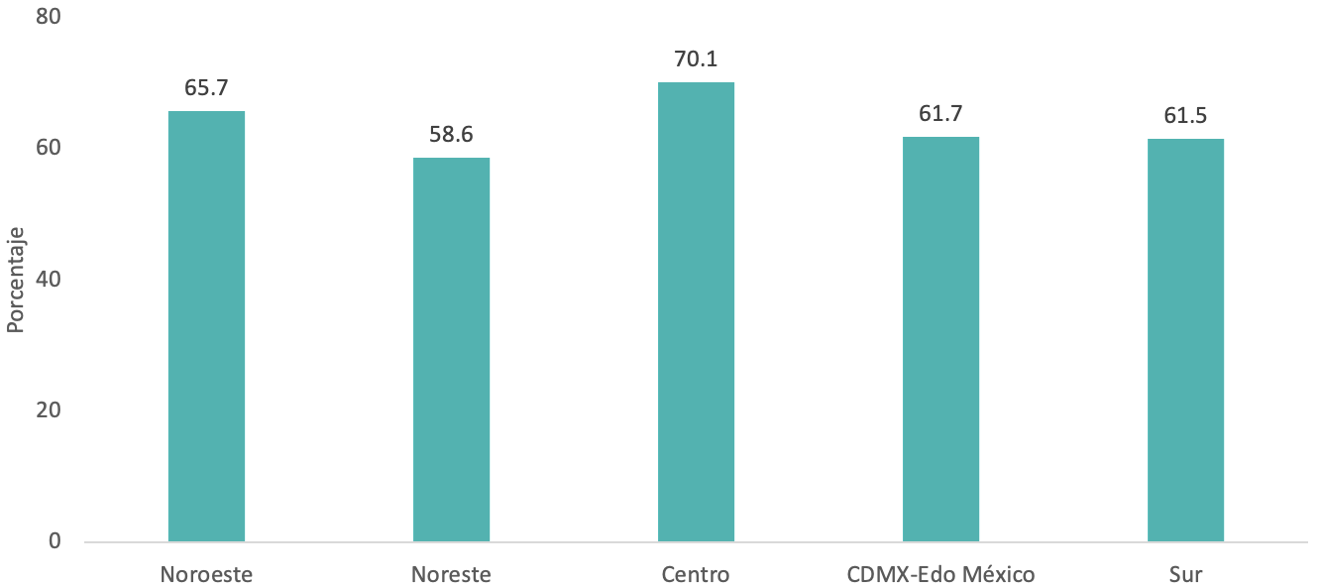 Porcentaje
80
60
40
20
0
65.7
58.6
70.1
61.7
61.5
Noroeste
Noreste
Centro
CDMX-Edo México
Sur